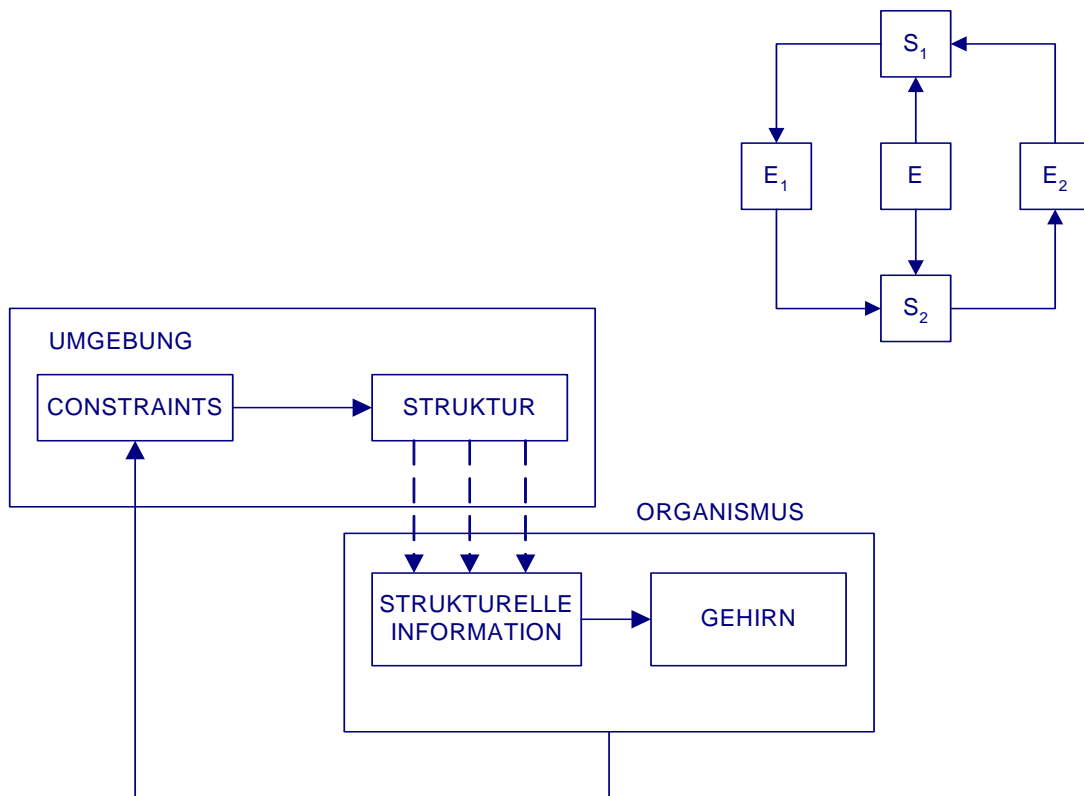 S₁
E₁
E
E₂
S₂
UMGEBUNG
CONSTRAINTS
STRUKTUR
ORGANISMUS
STRUKTURELLE
INFORMATION
GEHIRN